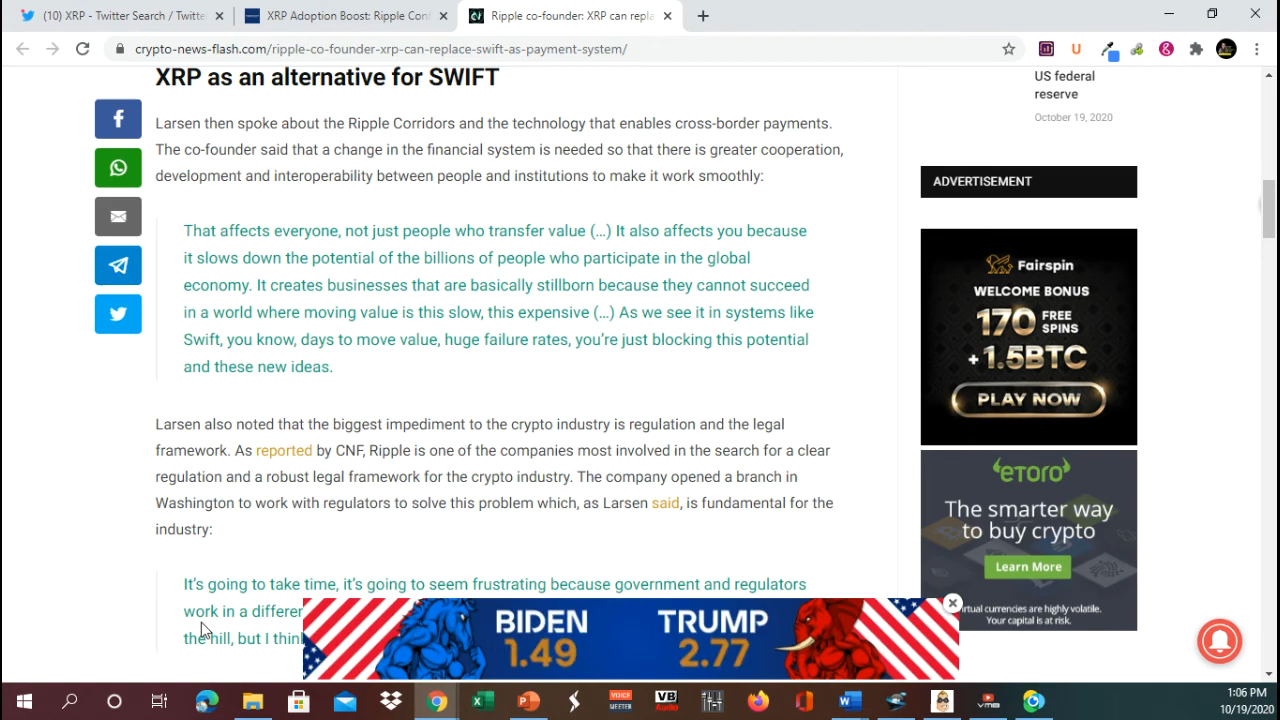 (10) XRP - Twitter Search / Twitte
XRP Adoption Boost: Ripple Conf
Ripple co-founder: XRP can repla
crypto-news-flash.com/ripple-co-founder-xrp-can-replace-swift-as-payment-system/
XRP as an alternative for SWIFT
Larsen then spoke about the Ripple Corridors and the technology that enables cross-border payments.
The co-founder said that a change in the financial system is needed so that there is greater cooperation,
development and interoperability between people and institutions to make it work smoothly:
That affects everyone, not just people who transfer value (…) It also affects you because
it slows down the potential of the billions of people who participate in the global
economy. It creates businesses that are basically stillborn because they cannot succeed
in a world where moving value is this slow, this expensive (…) As we see it in systems like
Swift, you know, days to move value, huge failure rates, you're just blocking this potential
and these new ideas.
Larsen also noted that the biggest impediment to the crypto industry is regulation and the legal
framework. As reported by CNF, Ripple is one of the companies most involved in the search for a clear
regulation and a robust legal framework for the crypto industry. The company opened a branch in
Washington to work with regulators to solve this problem which, as Larsen said, is fundamental for the
industry:
It's going to take time, it's going to seem frustrating because government and regulators
work in a differen
the hill, but I think
US federal
reserve
October 19, 2020
ADVERTISEMENT
Fairspin
WELCOME BONUS
170 FREE SPINS
+1.5BTC
PLAY NOW
eToro
The smarter way
to buy crypto
Learn More
irtual currencies are highly volatile.
Your capital is at risk.
BIDEN
1.49
TRUMP
2.77
VOICE
MEETER
VB
Audio
1:06 PM
10/19/2020